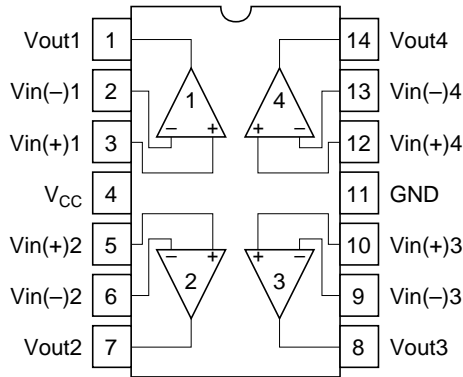 Vout1 1 14 Vout4
Vin(–)1 2 13 Vin(–)4
1 4
Vin(+)1 3 – + + – 12 Vin(+)4
VCC 4 11 GND
Vin(+)2 5 – + + – 10 Vin(+)3
2 3
Vin(–)2 6 9 Vin(–)3
Vout2 7 8 Vout3